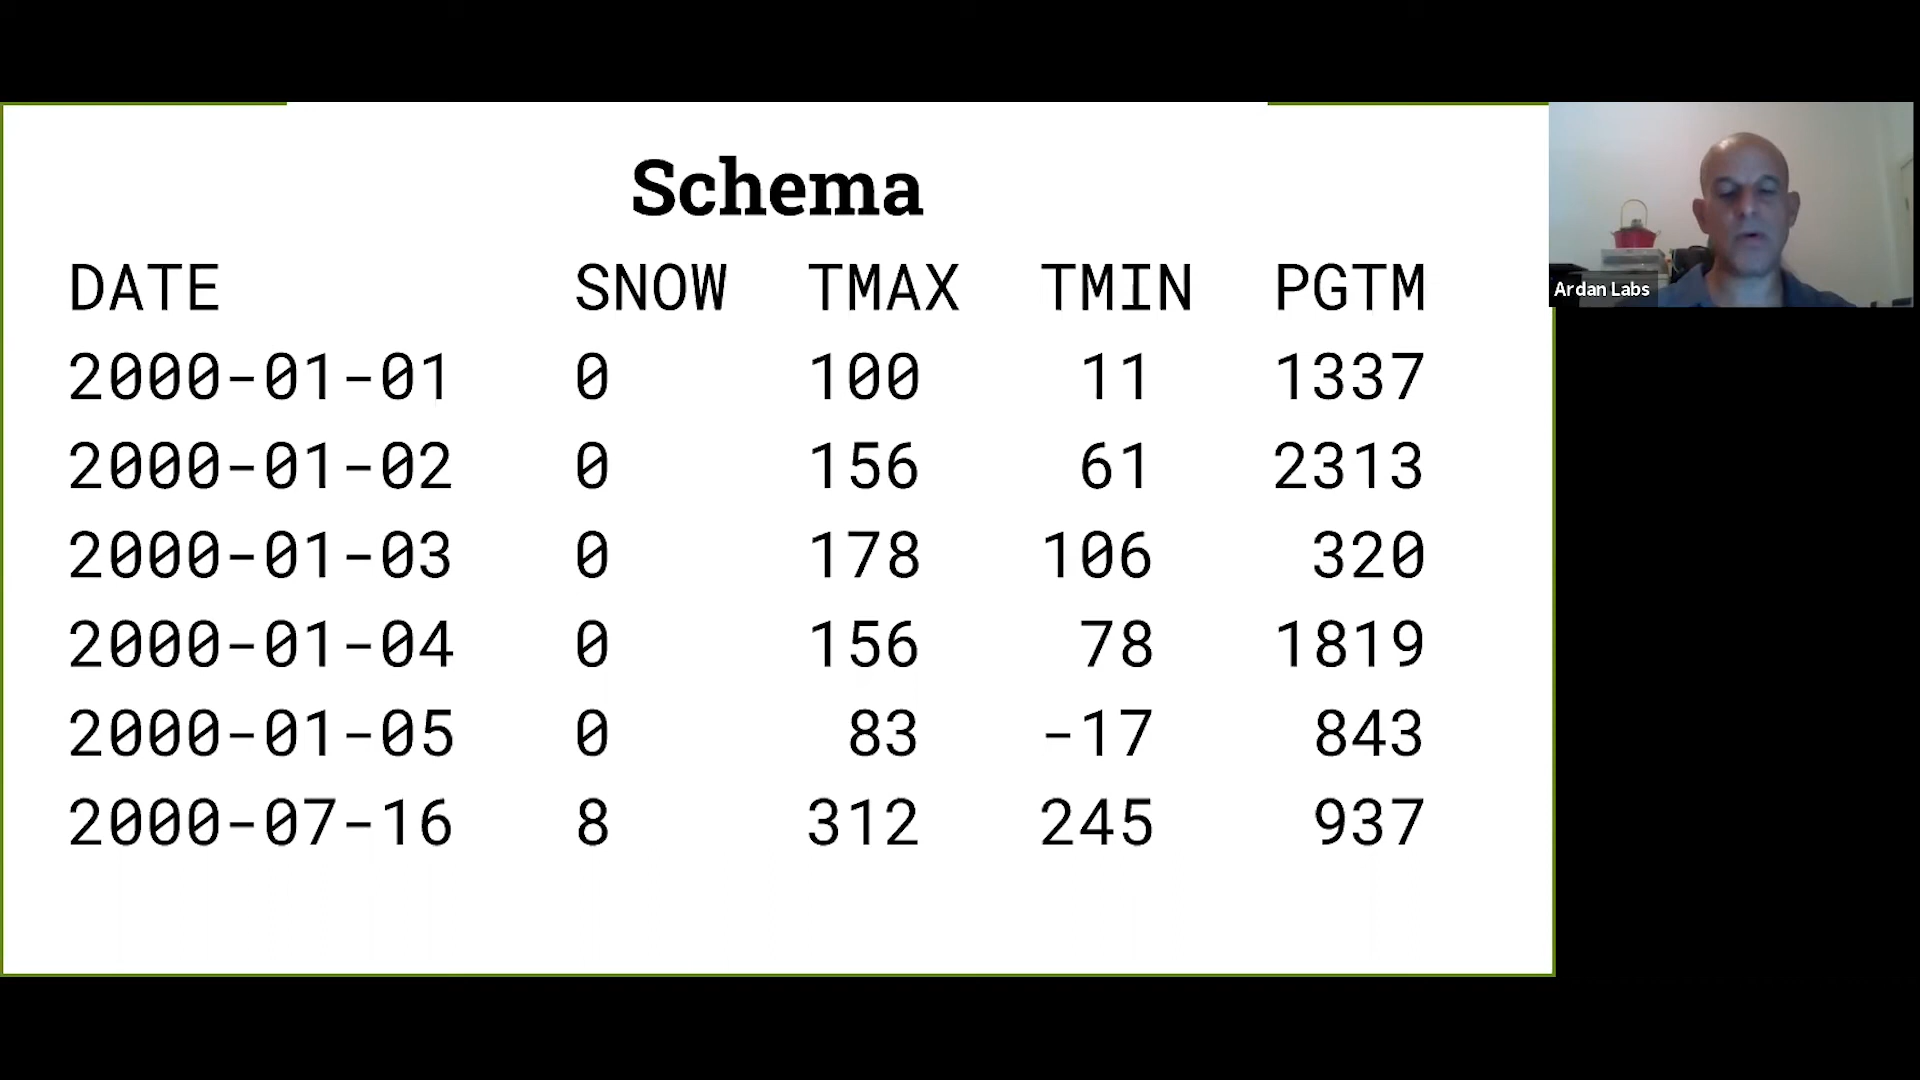 Schema
DATE SNOW TMAX TMIN PGTM
2000-01-01 0 100 11 1337
2000-01-02 0 156 61 2313
2000-01-03 0 178 106 320
2000-01-04 0 156 78 1819
2000-01-05 0 83 -17 843
2000-07-16 8 312 245 937
Ardan Labs